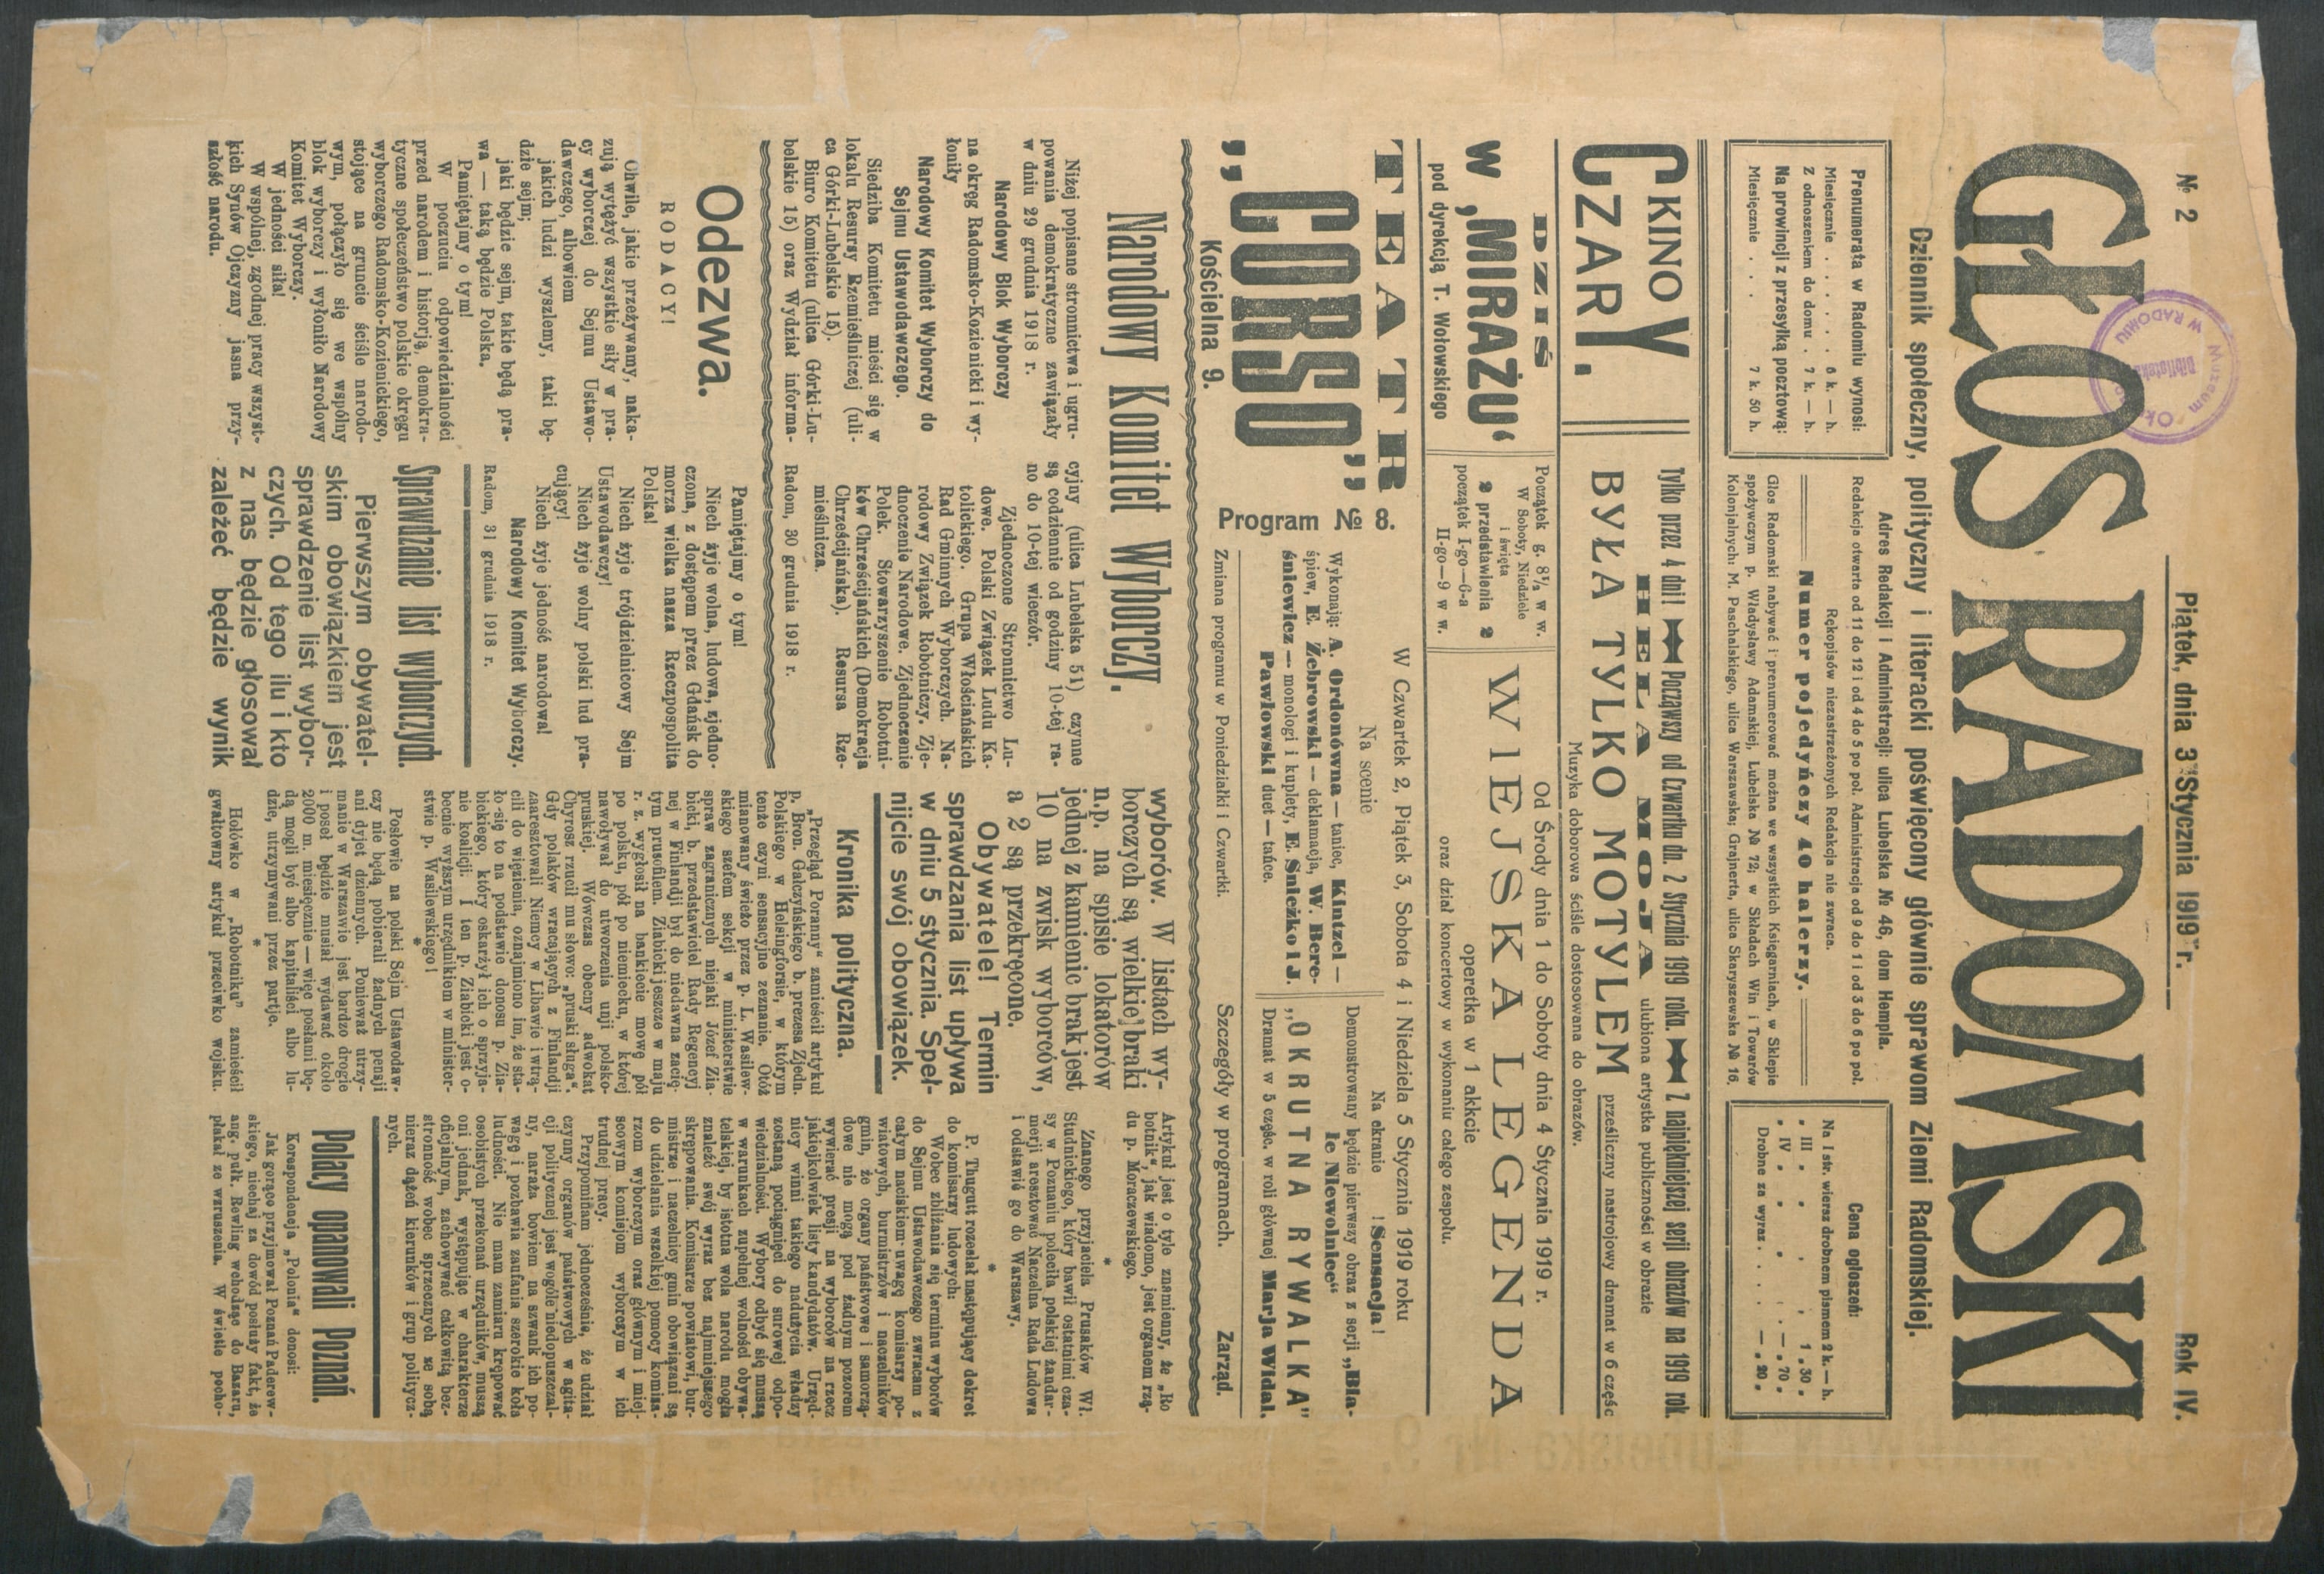 № 2
Piątek, dnia 3 Stycznia 1919 r.
Rok IV.
GŁOS RADOMSKI
Dziennik społeczny, polityczny i literacki poświęcony głównie sprawom Ziemi Radomskiej.
Prenumerata w Radomiu wynosi:
Miesięcznie . . . . . 6 k. — h.
Z odnoszeniem do domu . 7 k. — h.
Na prowincji z przesyłką pocztową:
Miesięcznie . . . 7 k. 50 h.
Adres Redakcji i Administracji: ulica Lubelska № 46, dom Hempla.
Redakcja otwarta od 11 do 12 i od 4 do 5 po poł. Administracja od 9 do 1 i od 3 do 6 po poł.
Rękopisów niezastrzeżonych Redakcja nie zwraca.
Numer pojedyńczy 40 halerzy.
Głos Radomski nabywać i prenumerować można we wszystkich Księgarniach, w Sklepie
spożywczym p. Władysławy Adamskiej, Lubelska № 72; w Składach Win i Towarów
Kolonjalnych: M. Paschalskiego, ulica Warszawska; Grajnerta, ulica Skaryszewska № 16.
Cena ogłoszeń:
Na I str. wiersz drobnem pismem 2 k. — h.
„ III „ „ „ 1 „ 30 „
„ IV „ „ „ — „ 70 „
Drobne za wyraz . . . — „ 20 „
KINO
CZARY.
Tylko przez 4 dni! Począwszy od Czwartku dn. 2 Stycznia 1919 roku. Z najpiękniejszej serji obrazów na 1919 rok.
HELA MOJA ulubiona artystka publiczności w obrazie
BYŁA TYLKO MOTYLEM prześliczny nastrojowy dramat w 6 częśc
Muzyka doborowa ściśle dostosowana do obrazów.
DZIŚ
w „MIRAŻU“
pod dyrekcją T. Wołowskiego
Początek g. 8½ w w.
W Soboty, Niedziele
i święta
2 przedstawienia 2
początek I-go—6-a
II-go—9 w w.
Od Środy dnia 1 do Soboty dnia 4 Stycznia 1919 r.
WIEJSKA LEGENDA
operetka w 1 akkcie
oraz dział koncertowy w wykonaniu całego zespołu.
TEATR
„CORSO”
Kościelna 9.
Program № 8.
W Czwartek 2, Piątek 3, Sobota 4 i Niedziela 5 Stycznia 1919 roku
Na scenie
Wykonają: A. Ordonówna — taniec, Kintzel —
śpiew, E. Żebrowski — deklamacja, W. Bere-
śniewicz — monologi i kuplety, E. Snieżko i J.
Pawłowski duet — tańce.
Na ekranie ! Sensacja !
Demonstrowany będzie pierwszy obraz z serji „Bia-
łe Niewolnice“
„OKRUTNA RYWALKA”
Dramat w 5 częśc. w roli głównej Marja Widal.
Zmiana programu w Poniedziałki i Czwartki.
Szczegóły w programach.
Zarząd.
Narodowy Komitet Wyborczy.
Niżej popisane stronnictwa i ugru-
powania demokratyczne zawiązały
w dniu 29 grudnia 1918 r.
Narodowy Blok Wyborozy
na okręg Radomsko-Kozienicki i wy-
łoniły
Narodowy Komitet Wyborozy do
Sejmu Ustawodawczego.
Siedziba Komitetu mieści się w
lokalu Resursy Rzemieślniczej (uli-
ca Górki-Lubelskie 15).
Biuro Komitetu (ulica Górki-Lu-
belskie 15) oraz Wydział informa-
cyjny (ulica Lubelska 51) czynne
są codziennie od godziny 10-tej ra-
no do 10-tej wieczór.
Zjednoczone Stronnictwo Lu-
dowe. Polski Związek Ludu Ka-
tolickiego. Grupa Włościańskich
Rad Gminnych Wyborczych. Na-
rodowy Związek Robotniczy. Zje-
dnoczenie Narodowe. Zjednoczenie
Polek. Stowarzyszenie Robotni-
ków Chrześcijańskich (Demokracja
Chrześcijańska). Resursa Rze-
mieślnicza.
Radom, 30 grudnia 1918 r.
Odezwa.
RODACY!
Chwile, jakie przeżywamy, naka-
zują wytężyć wszystkie siły w pra-
cy wyborczej do Sejmu Ustawo-
dawczego, albowiem
jakich ludzi wyszlemy, taki bę-
dzie sejm;
jaki będzie sejm, takie będą pra-
wa — taką będzie Polska.
Pamiętajmy o tym!
W poczuciu odpowiedzialności
przed narodem i historją, demokra-
tyczne społeczeństwo polskie okręgu
wyborczego Radomsko-Kozienickiego,
stojące na gruncie ściśle narodo-
wym, połączyło się we wspólny
blok wyborczy i wyłoniło Narodowy
Komitet Wyborczy.
W jedności siła!
W wspólnej, zgodnej pracy wszyst-
kich Synów Ojczyzny jasna przy-
szłość narodu.
Pamiętajmy o tym!
Niech żyje wolna, ludowa, zjedno-
czona, z dostępem przez Gdańsk do
morza wielka nasza Rzeczpospolita
Polska!
Niech żyje trójdzielnicowy Sejm
Ustawodawczy!
Niech żyje wolny polski lud pra-
cujący!
Niech żyje jedność narodowa!
Narodowy Komitet Wyborczy.
Radom, 31 grudnia 1918 r.
Sprawdzanie list wyborczych.
Pierwszym obywatel-
skim obowiązkiem jest
sprawdzenie list wybor-
czych. Od tego ilu i kto
z nas będzie głosował
zależeć będzie wynik
wyborów. W listach wy-
borczych są wielkie braki
n.p. na spisie lokatorów
jednej z kamienic brak jest
10 na zwisk wyborców,
a 2 są przekręcone.
Obywatele! Termin
sprawdzania list upływa
w dniu 5 stycznia. Speł-
nijcie swój obowiązek.
Kronika polityczna.
„Przegląd Poranny“ zamieścił artykuł
p. Bron. Gałczyńskiego b. prezesa Zjedn.
Polskiego w Helsingforsie, w którym
tenże czyni sensacyjne zeznanie. Otóż
mianowany świeżo przez p. L. Wasilew-
skiego szefem sekcji w ministerstwie
spraw zagranicznych niejaki Józef Zia
bicki, b. przedstawiciel Rady Regencyj
nej w Finlandji był do niedawna zacię-
tym prusofilem. Ziabicki jeszcze w maju
r. z. wygłosił na bankiecie mowę pół
po polsku, pół po niemiecku, w której
nawoływał do utworzenia unji polsko-
pruskiej. Wówczas obecny adwokat
Chyrosz rzucił mu słowo: „pruski sługa“.
Gdy polaków wracających z Finlandji
zaaresztowali Niemcy w Libawie i wtrą-
cili do więzienia, oznajmiono im, że sta-
ło-się to na podstawie donosu p. Zia-
bickiego, który oskarżył ich o sprzyja-
nie koalicji. I ten p. Ziabicki jest o-
becnie wyższym urzędnikiem w minister-
stwie p. Wasilewskiego!
*
Posłowie na polski Sejm Ustawodaw.
czy nie będą pobierali żadnych pensji
ani dyjet dziennych. Ponieważ utrzy-
manie w Warszawie jest bardzo drogie
i poseł będzie musiał wydawać około
2000 m. miesięcznie — więc posłami bę-
dą mogli być albo kapitaliści albo lu-
dzie, utrzymywani przez partje.
*
Hołówko w „Robotniku” zamieścił
gwałtowny artykuł przeciwko wojsku.
Artykuł jest o tyle znamienny, że „Ro
botnik“, jak wiadomo, jest organem rzą-
du p. Moraczewskiego.
*
Znanego przyjaciela Prusaków Wł.
Studnickiego, który bawił ostatnimi cza-
sy w Poznaniu poleciła polskiej żandar-
merji aresztować Naczelna Rada Ludowa
i odstawić go do Warszawy.
*
P. Thugutt rozesłał następujący dekret
do komisarzy ludowych:
Wobec zbliżania się terminu wyborów
do Sejmu Ustawodawczego zwracam z
całym naciskiem uwagę komisarzy po-
wiatowych, burmistrzów i naczelników
gmin, że organy państwowe i samorzą-
dowe nie mogą pod żadnym pozorem
wywierać presji na wyborców na rzecz
jakiejkolwiek listy kandydatów. Urzęd-
nicy winni takiego nadużycia władzy
zostaną pociągnięci do surowej odpo-
wiedzialności. Wybory odbyć się muszą
w warunkach zupełnej wolności obywa-
telskiej, by istotna wola narodu mogła
znaleźć swój wyraz bez najmniejszego
skrępowania. Komisarze powiatowi, bur-
mistrze i naczelnicy gmin obowiązani są
do udzielania wszelkiej pomocy komisa-
rzom wyborczym oraz głównym i miej-
scowym komisjom wyborczym w ich
trudnej pracy.
Przypominam jednocześnie, że udział
czynny organów państwowych w agita-
cji politycznej jest wogóle niedopuszczal-
ny, naraża bowiem na szwank ich po-
wagę i pozbawia zaufania szerokie koła
ludności. Nie mam zamiaru krępować
osobistych przekonań urzędników, muszą
oni jednak, występując w charakterze
oficjalnym, zachowywać całkowitą bez-
stronność wobec sprzecznych ze sobą
nieraz dążeń kierunków i grup politycz-
nych.
Polacy opanowali Poznań.
Korespondencja „Polonia“ donosi:
Jak gorąco przyjmował Poznań Paderew-
skiego, niechaj za dowód posłuży fakt, że
ang. pułk. Rawling wchodząc do Bazaru,
płakał ze wzruszenia. W świetle pocho-